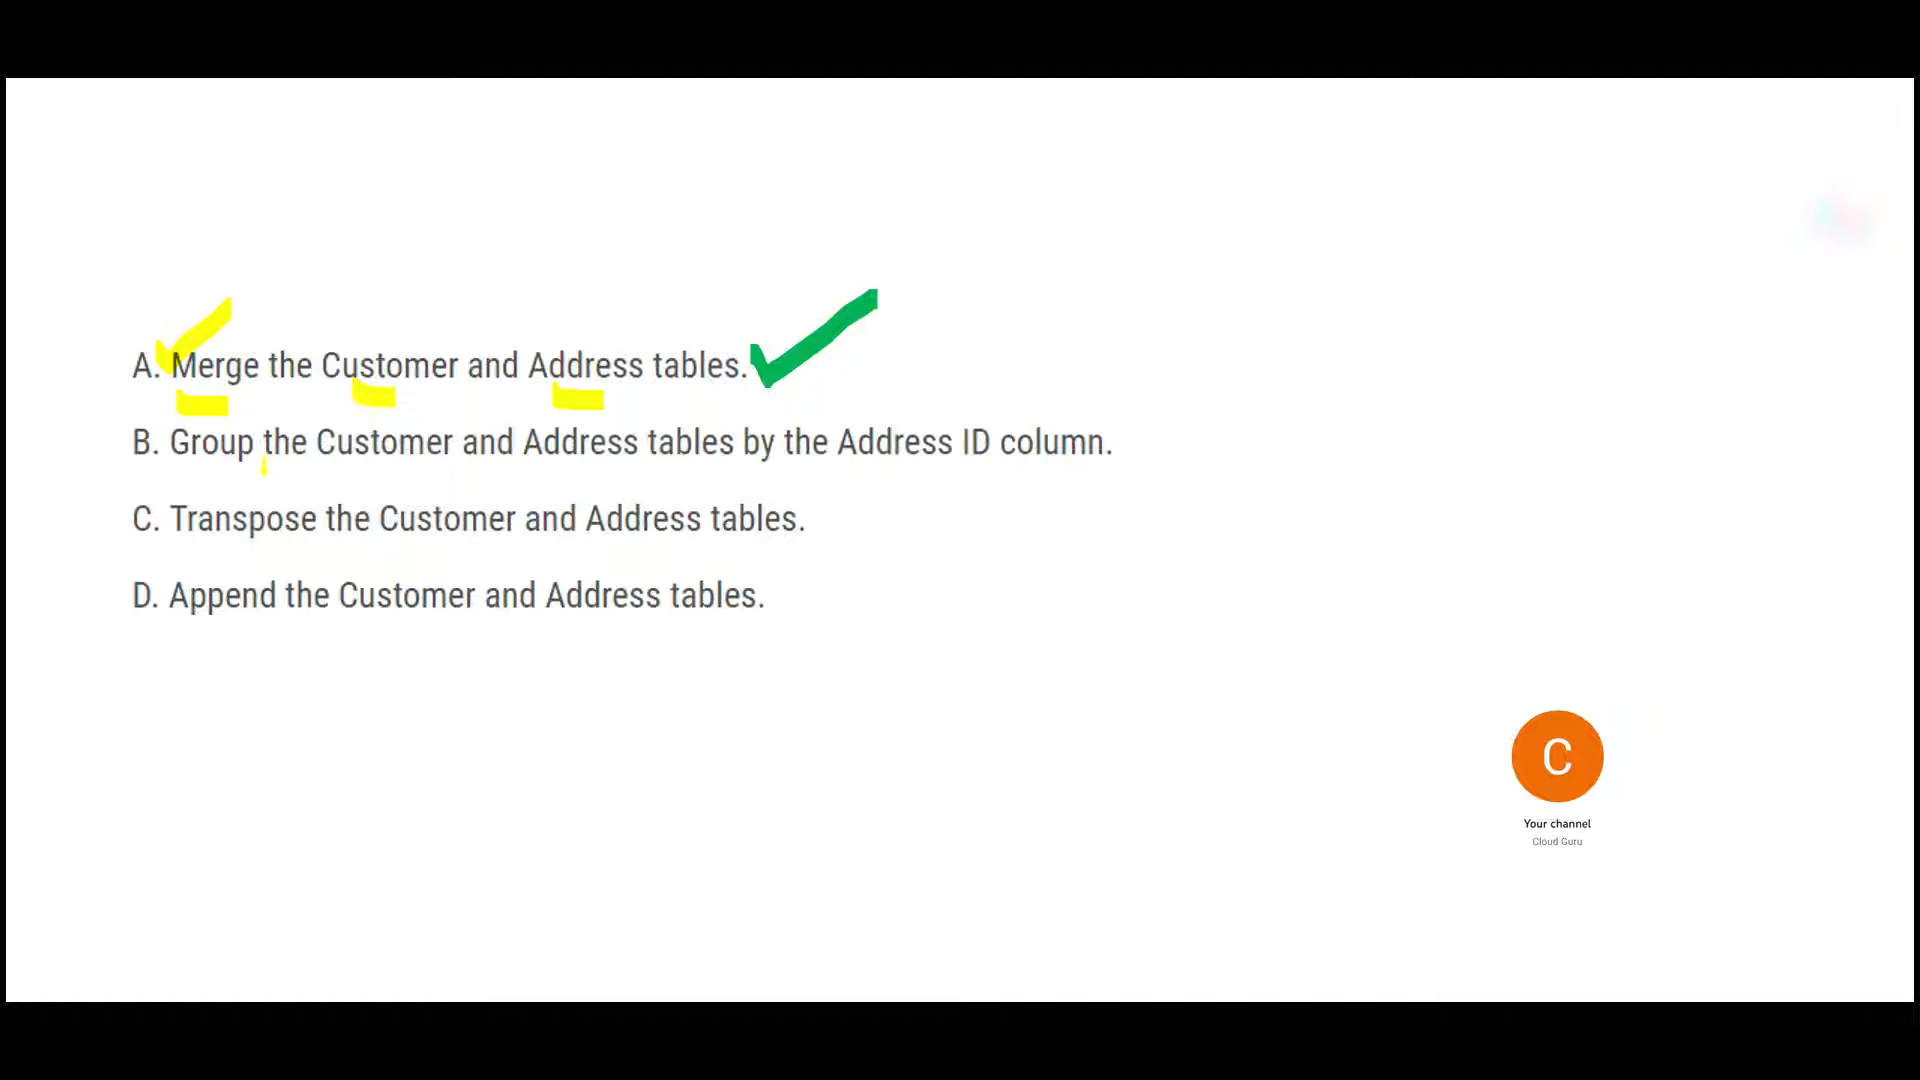 A. Merge the Customer and Address tables.
B. Group the Customer and Address tables by the Address ID column.
C. Transpose the Customer and Address tables.
D. Append the Customer and Address tables.
C
Your channel
Cloud Guru